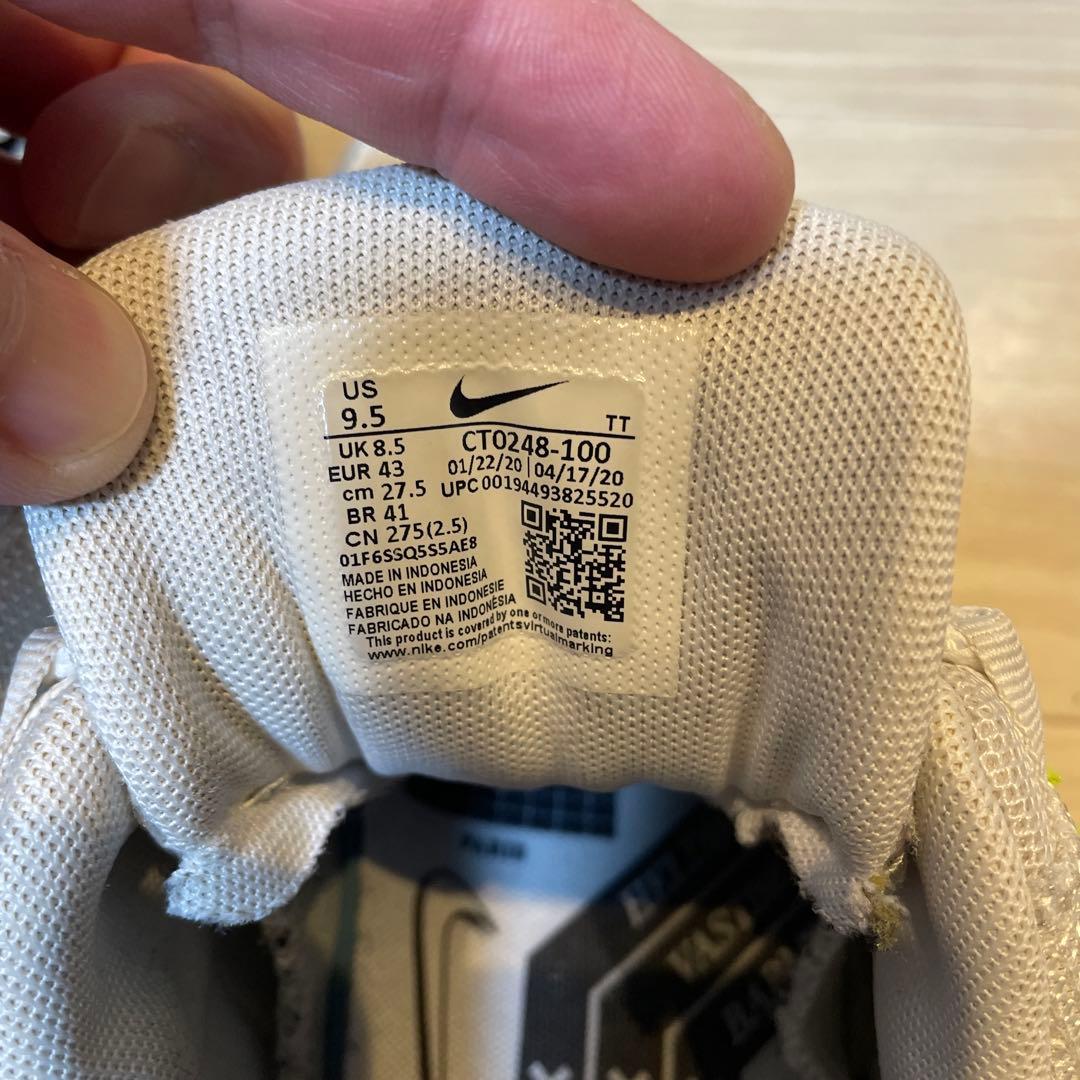 US
9.5
TT
UK 8.5
CT0248-100
EUR 43
01/22/20 | 04/17/20
cm 27.5
UPC 00194493825520
BR 41
CN 275(2.5)
01F6SSQ5S5AE8
MADE IN INDONESIA
HECHO EN INDONESIA
FABRIQUE EN INDONESIE
FABRICADO NA INDONÉSIA
This product is covered by one or more patents:
www.nike.com/patentsvirtualmarking